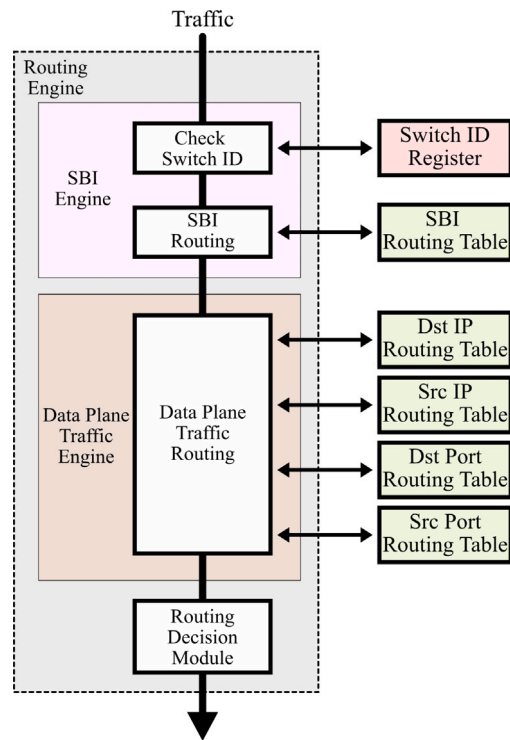 Traffic
Routing
Engine
SBI
Engine
Check
Switch ID
Switch ID
Register
SBI
Routing
SBI
Routing Table
Data Plane
Traffic
Engine
Data Plane
Traffic
Routing
Dst IP
Routing Table
Src IP
Routing Table
Dst Port
Routing Table
Src Port
Routing Table
Routing
Decision
Module